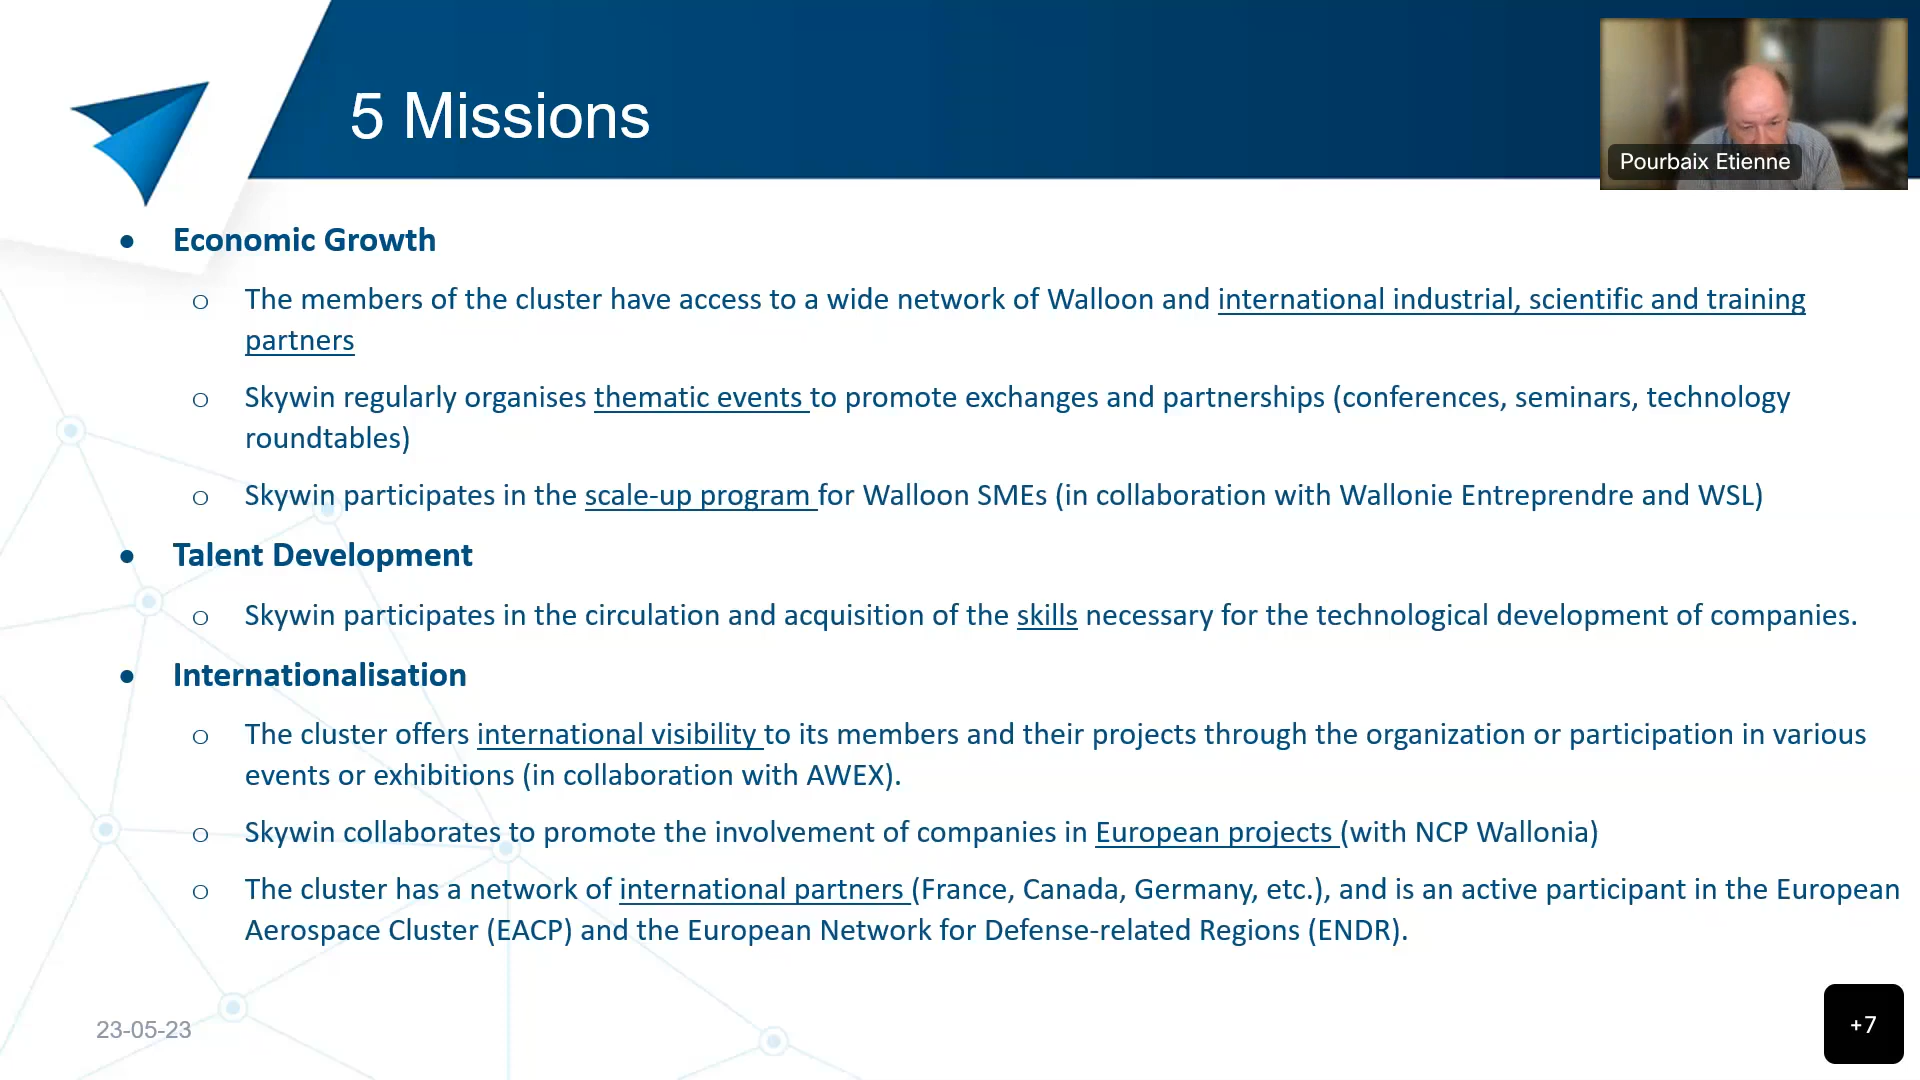 5 Missions
Pourbaix Etienne
• Economic Growth
o The members of the cluster have access to a wide network of Walloon and international industrial, scientific and training
partners
o Skywin regularly organises thematic events to promote exchanges and partnerships (conferences, seminars, technology
roundtables)
o Skywin participates in the scale-up program for Walloon SMEs (in collaboration with Wallonie Entreprendre and WSL)
• Talent Development
o Skywin participates in the circulation and acquisition of the skills necessary for the technological development of companies.
• Internationalisation
o The cluster offers international visibility to its members and their projects through the organization or participation in various
events or exhibitions (in collaboration with AWEX).
o Skywin collaborates to promote the involvement of companies in European projects (with NCP Wallonia)
o The cluster has a network of international partners (France, Canada, Germany, etc.), and is an active participant in the European
Aerospace Cluster (EACP) and the European Network for Defense-related Regions (ENDR).
23-05-23
+7